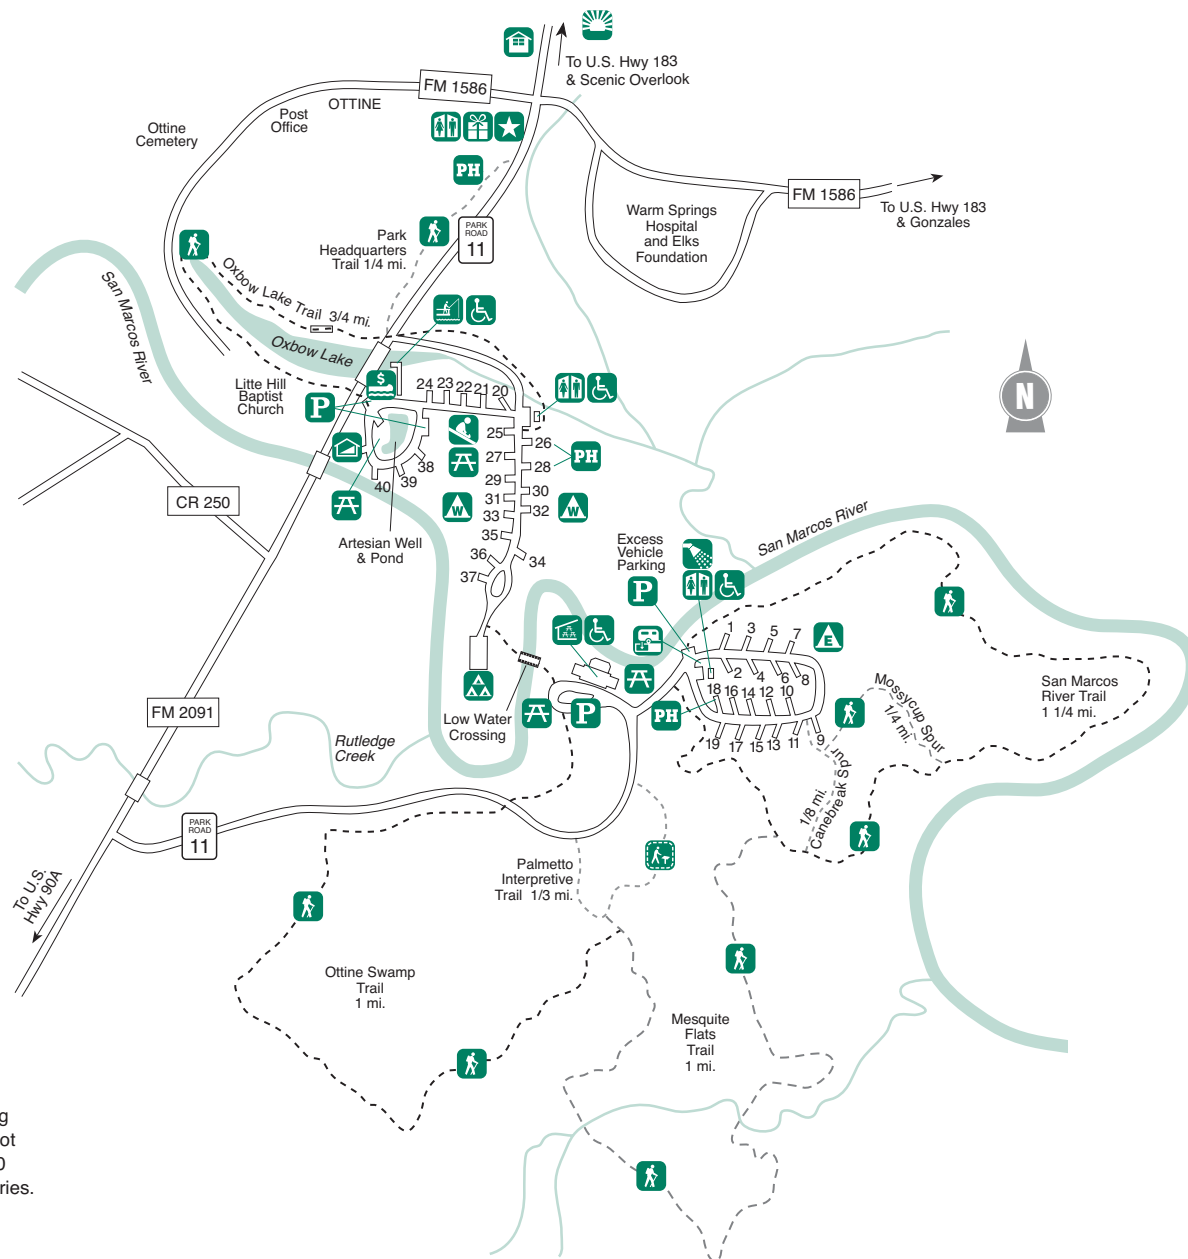 To U.S. Hwy 183
& Scenic Overlook
FM 1586
OTTINE
Post
Office
Ottine
Cemetery
PH
FM 1586
To U.S. Hwy 183
& Gonzales
Warm Springs
Hospital
and Elks
Foundation
PARK
ROAD
11
Park
Headquarters
Trail 1/4 mi.
Oxbow Lake Trail 3/4 mi.
San Marcos River
Oxbow Lake
$
Litte Hill
Baptist
Church
P
24 23 22 21 20
25
26
27
28
PH
29
30
31
32
33
34
35
36
37
38
39
40
W
W
N
CR 250
Artesian Well
& Pond
Excess
Vehicle
Parking
P
San Marcos River
1 3 5 7
E
2 4 6 8
18 16 14 12 10
19 17 15 13 11 9
PH
P
San Marcos
River Trail
1 1/4 mi.
Mossycup Spur
1/4 mi.
Canebreak Spur
1/8 mi.
Low Water
Crossing
FM 2091
Rutledge
Creek
PARK
ROAD
11
To U.S.
Hwy 90A
Palmetto
Interpretive
Trail 1/3 mi.
Ottine Swamp
Trail
1 mi.
Mesquite
Flats
Trail
1 mi.
g
ot
0
ries.